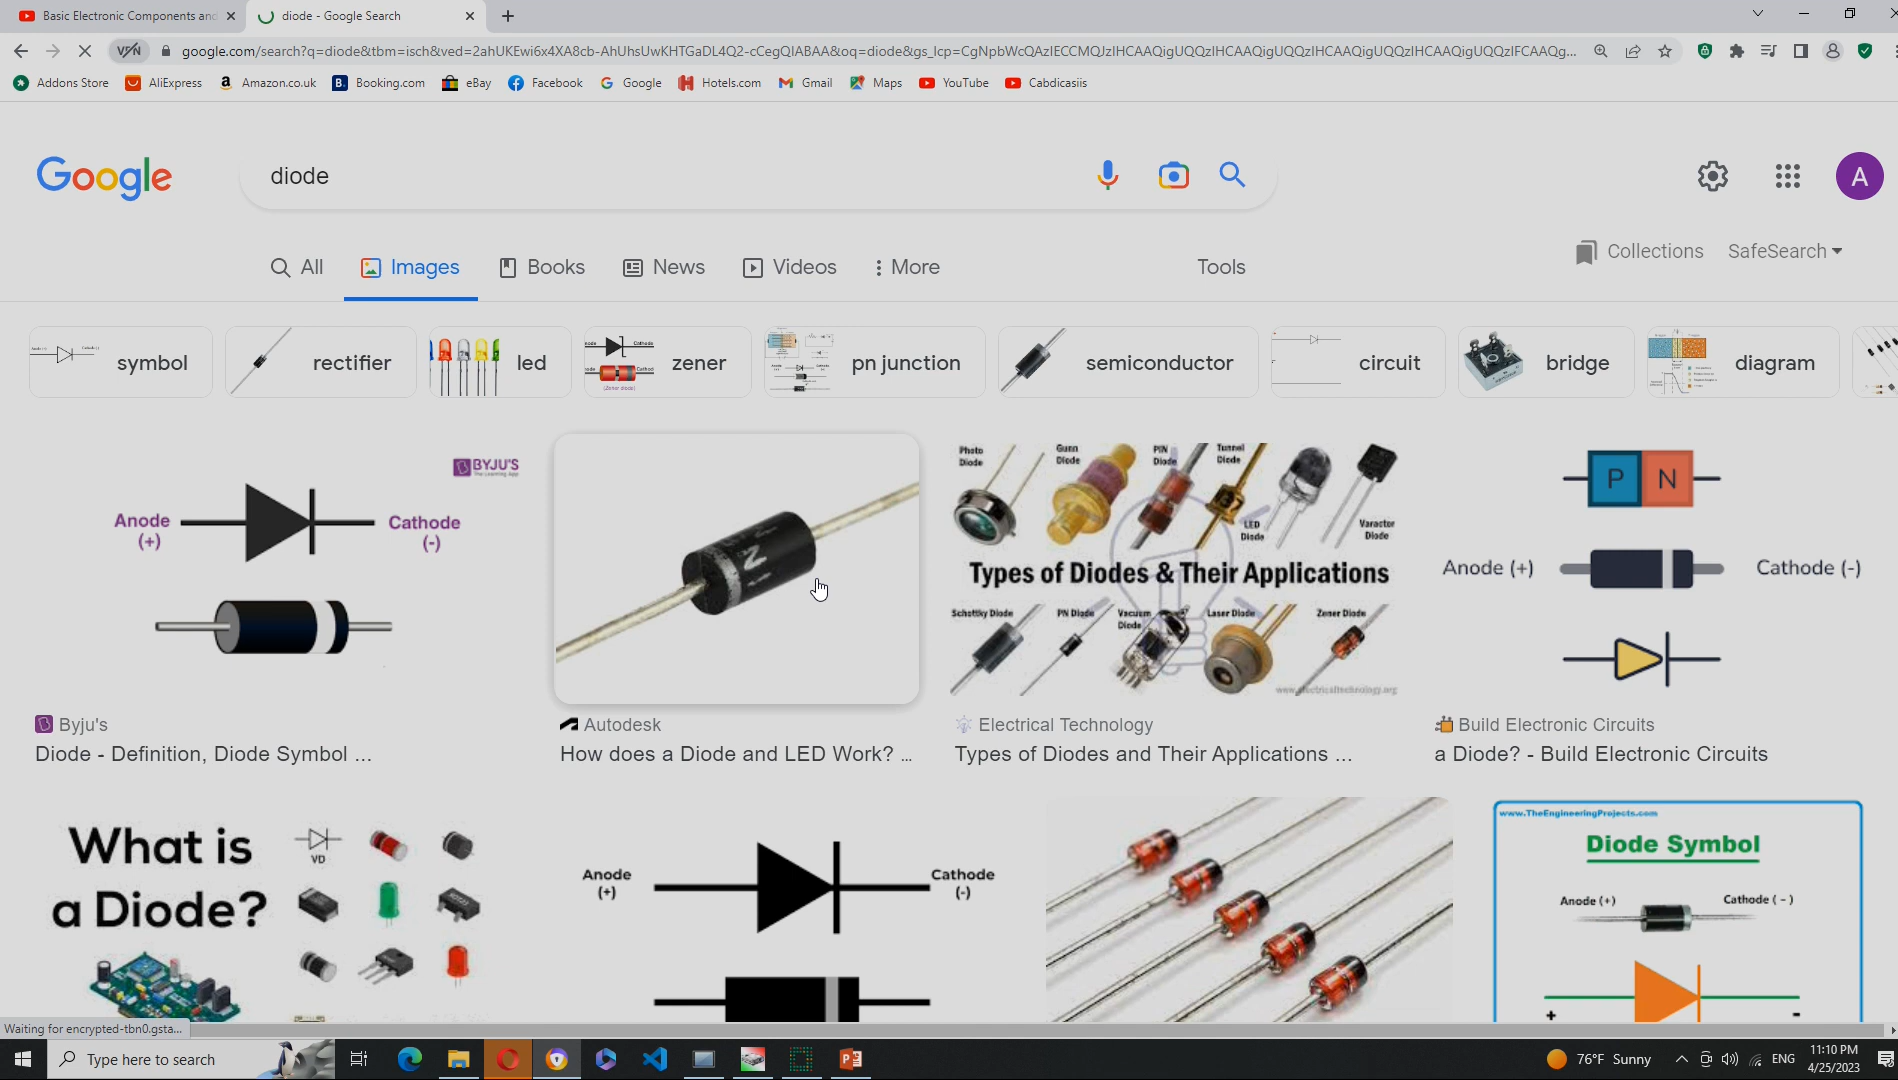 Basic Electronic Components and
diode - Google Search
VPN
google.com/search?q=diode&tbm=isch&ved=2ahUKEwi6x4XA8cb-AhUhsUwKHTGaDL4Q2-cCegQIABAA&oq=diode&gs_lcp=CgNpbWcQAzIECCMQJzIHCAAQigUQQzIHCAAQigUQQzIHCAAQigUQQzIHCAAQigUQQzIFCAAQg...
Addons Store
AliExpress
Amazon.co.uk
Booking.com
eBay
Facebook
Google
Hotels.com
Gmail
Maps
YouTube
Cabdicasiis
Google
diode
A
All
Images
Books
News
Videos
More
Tools
Collections
SafeSearch
symbol
rectifier
led
zener
pn junction
semiconductor
circuit
bridge
diagram
BYJU'S
The Learning App
Anode
(+)
Cathode
(-)
Photo Diode
Gunn Diode
PIN Diode
Tunnel Diode
LED Diode
Varactor Diode
Types of Diodes & Their Applications
Schottky Diode
PN Diode
Vacuum Diode
Laser Diode
Zener Diode
www.electricaltechnology.org
P N
Anode (+)
Cathode (-)
Byju's
Diode - Definition, Diode Symbol ...
Autodesk
How does a Diode and LED Work? ...
Electrical Technology
Types of Diodes and Their Applications ...
Build Electronic Circuits
a Diode? - Build Electronic Circuits
What is
a Diode?
VD
Anode
(+)
Cathode
(-)
www.TheEngineeringProjects.com
Diode Symbol
Anode (+)
Cathode ( - )
+
-
Waiting for encrypted-tbn0.gsta...
Type here to search
76°F Sunny
ENG
11:10 PM
4/25/2023